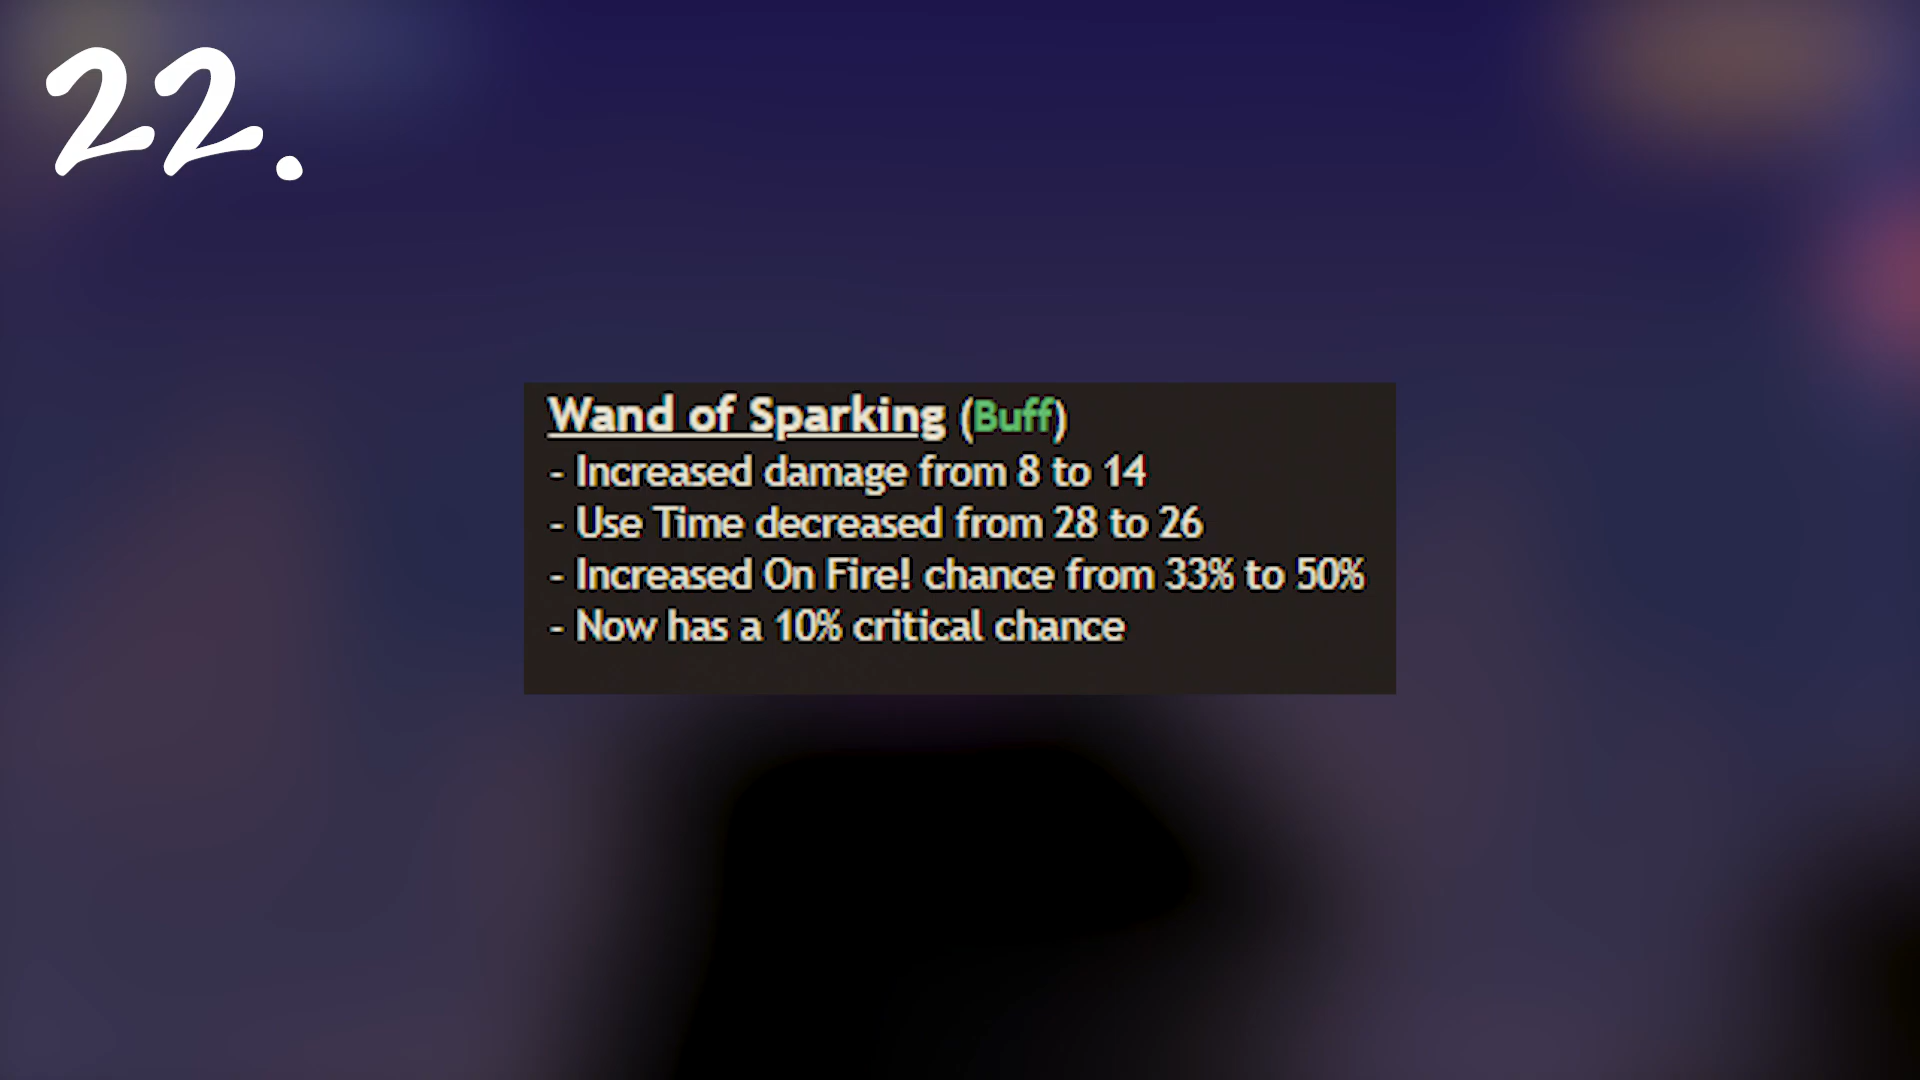 22.
Wand of Sparking (Buff)
- Increased damage from 8 to 14
- Use Time decreased from 28 to 26
- Increased On Fire! chance from 33% to 50%
- Now has a 10% critical chance